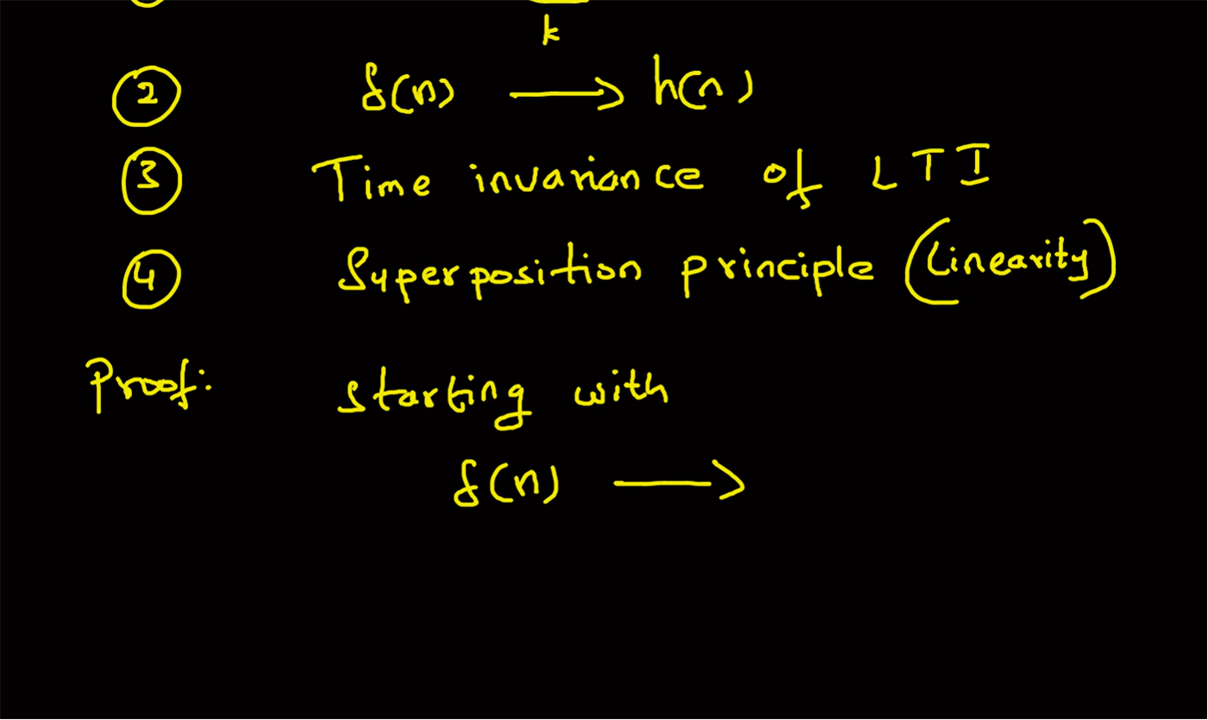 k
② δ(n) ⟶ h(n)
③ Time invariance of LTI
④ Superposition principle (Linearity)
Proof: starting with
δ(n) ⟶